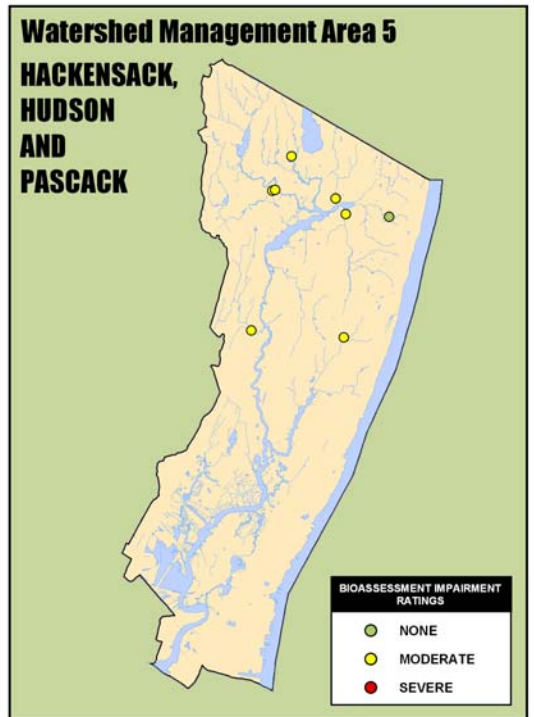 Watershed Management Area 5
HACKENSACK,
HUDSON
AND
PASCACK
BIOASSESSMENT IMPAIRMENT
RATINGS
NONE
MODERATE
SEVERE